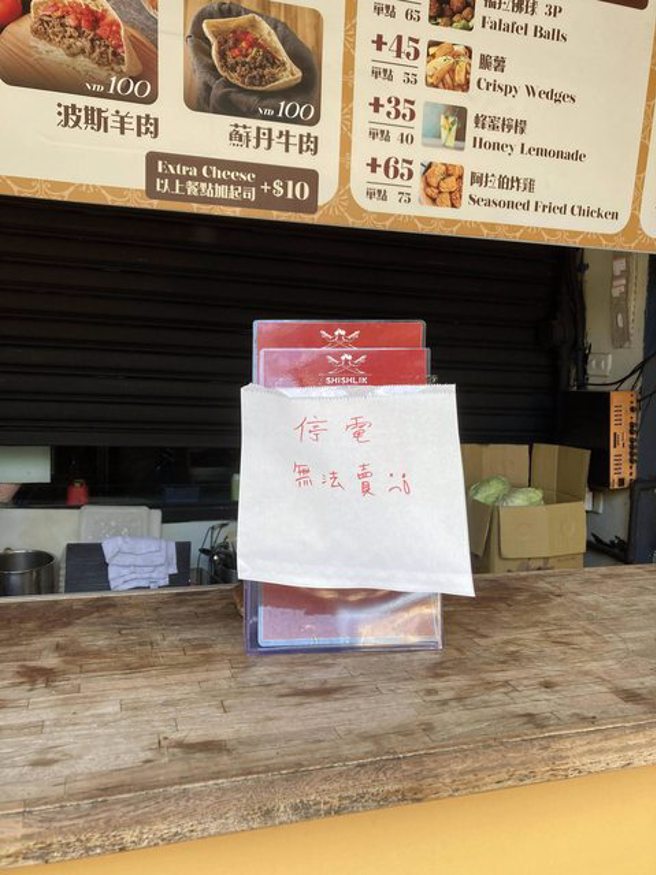 NTD 100
波斯羊肉
NTD 100
蘇丹牛肉
Extra Cheese
以上餐點加起司 +$10
單點 65
3P
Falafel Balls
+45
單點 55
脆薯
Crispy Wedges
+35
單點 40
蜂蜜檸檬
Honey Lemonade
+65
單點 75
阿拉伯炸雞
Seasoned Fried Chicken
SHISHLIK
停電
無法賣